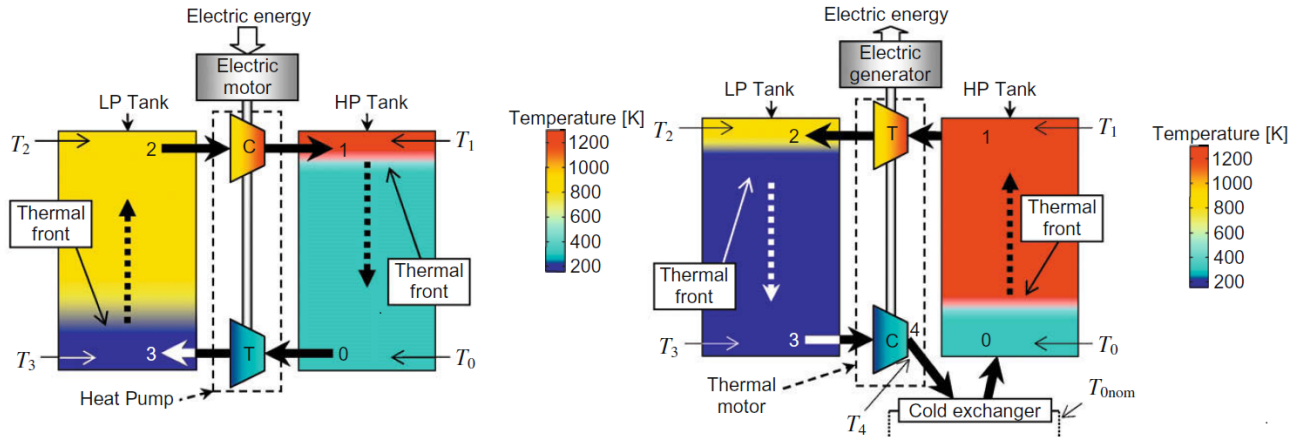 Electric energy
Electric
motor
LP Tank
HP Tank
T2
2
C
1
T1
Thermal
front
Thermal
front
T3
3
T
0
T0
Heat Pump
Temperature [K]
1200
1000
800
600
400
200
Electric energy
Electric
generator
LP Tank
HP Tank
T2
2
T
1
T1
Thermal
front
Thermal
front
T3
3
C
4
0
T0
Thermal
motor
T4
Cold exchanger
T0nom
Temperature [K]
1200
1000
800
600
400
200